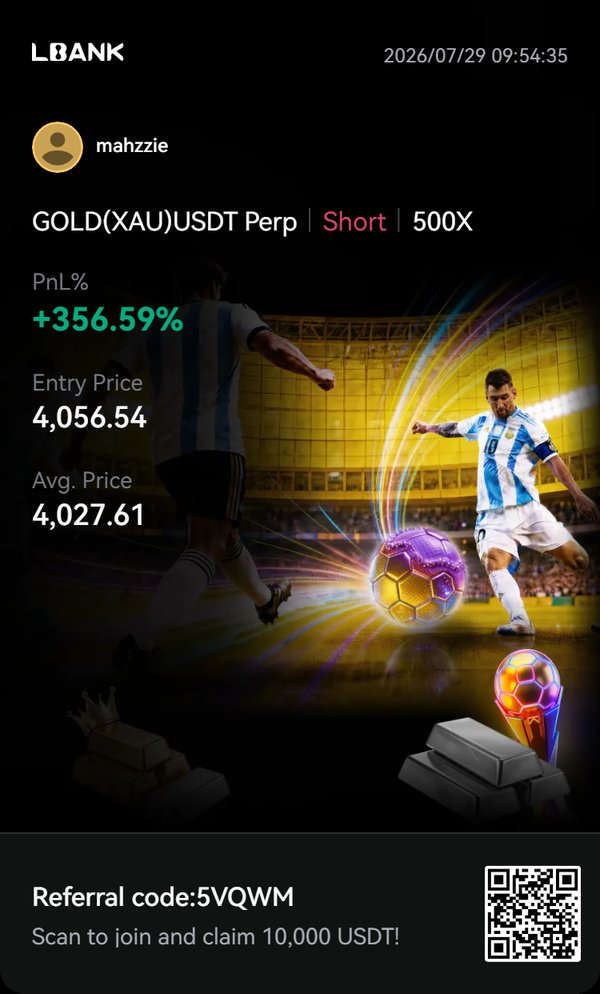 LBANK
2026/07/29 09:54:35
mahzzie
GOLD(XAU)USDT Perp | Short | 500X
PnL%
+356.59%
Entry Price
4,056.54
Avg. Price
4,027.61
10
Referral code:5VQWM
Scan to join and claim 10,000 USDT!